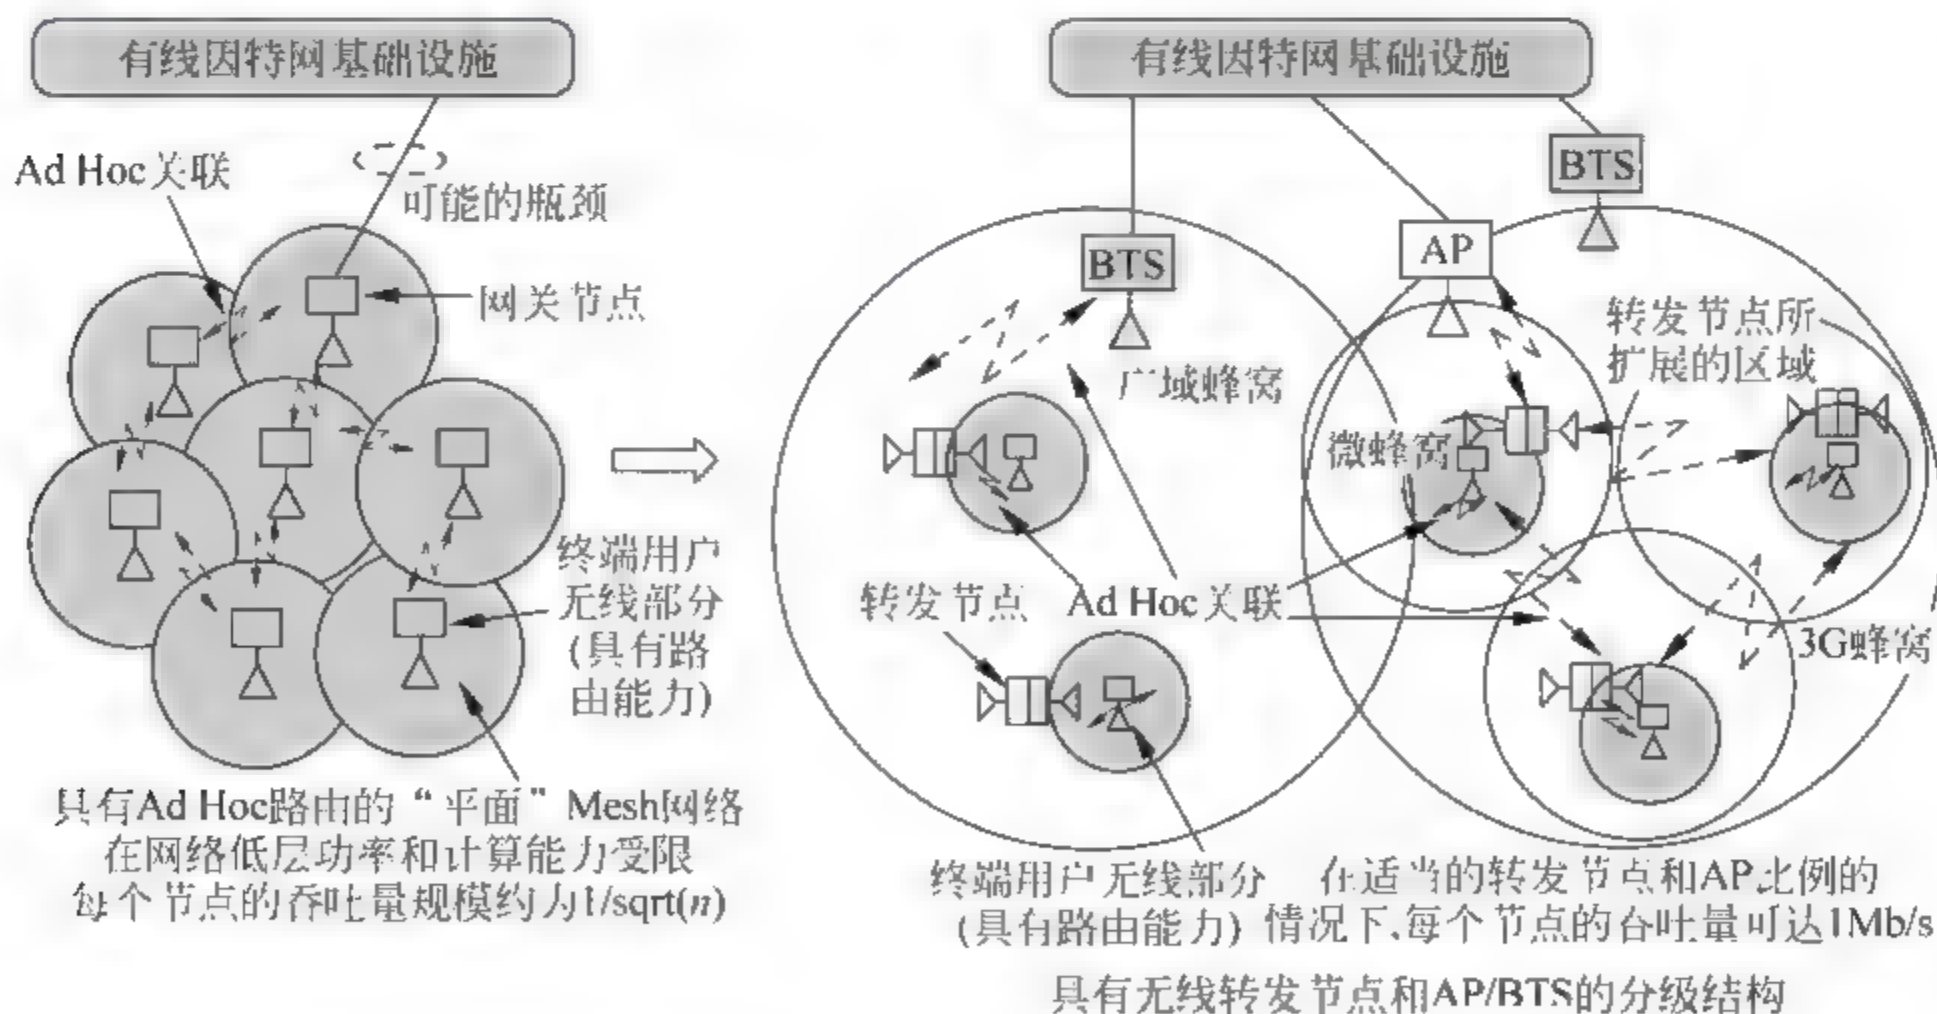 有线因特网基础设施
Ad Hoc关联
可能的瓶颈
网关节点
终端用户
无线部分
(具有路
由能力)
具有Ad Hoc路由的“平面”Mesh网络
在网络低层功率和计算能力受限
每个节点的吞吐量规模约为1/sqrt(n)
有线因特网基础设施
BTS
BTS
AP
广域蜂窝
转发节点所
扩展的区域
微蜂窝
转发节点
Ad Hoc关联
3G蜂窝
终端用户无线部分
(具有路由能力)
在适当的转发节点和AP比例的
情况下,每个节点的吞吐量可达1Mb/s
具有无线转发节点和AP/BTS的分级结构